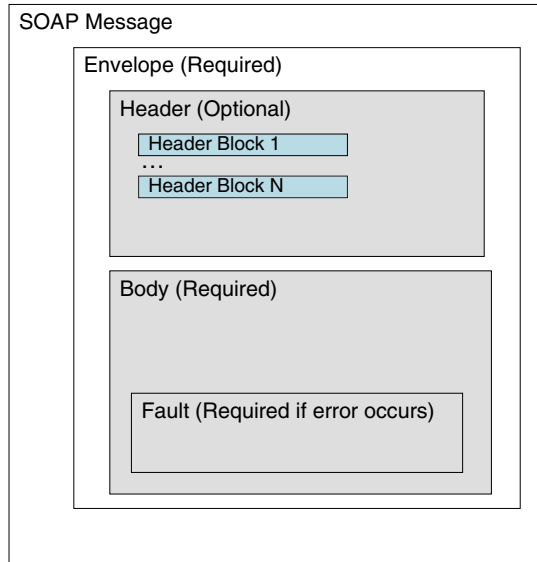 SOAP Message
Envelope (Required)
Header (Optional)
Header Block 1
...
Header Block N
Body (Required)
Fault (Required if error occurs)